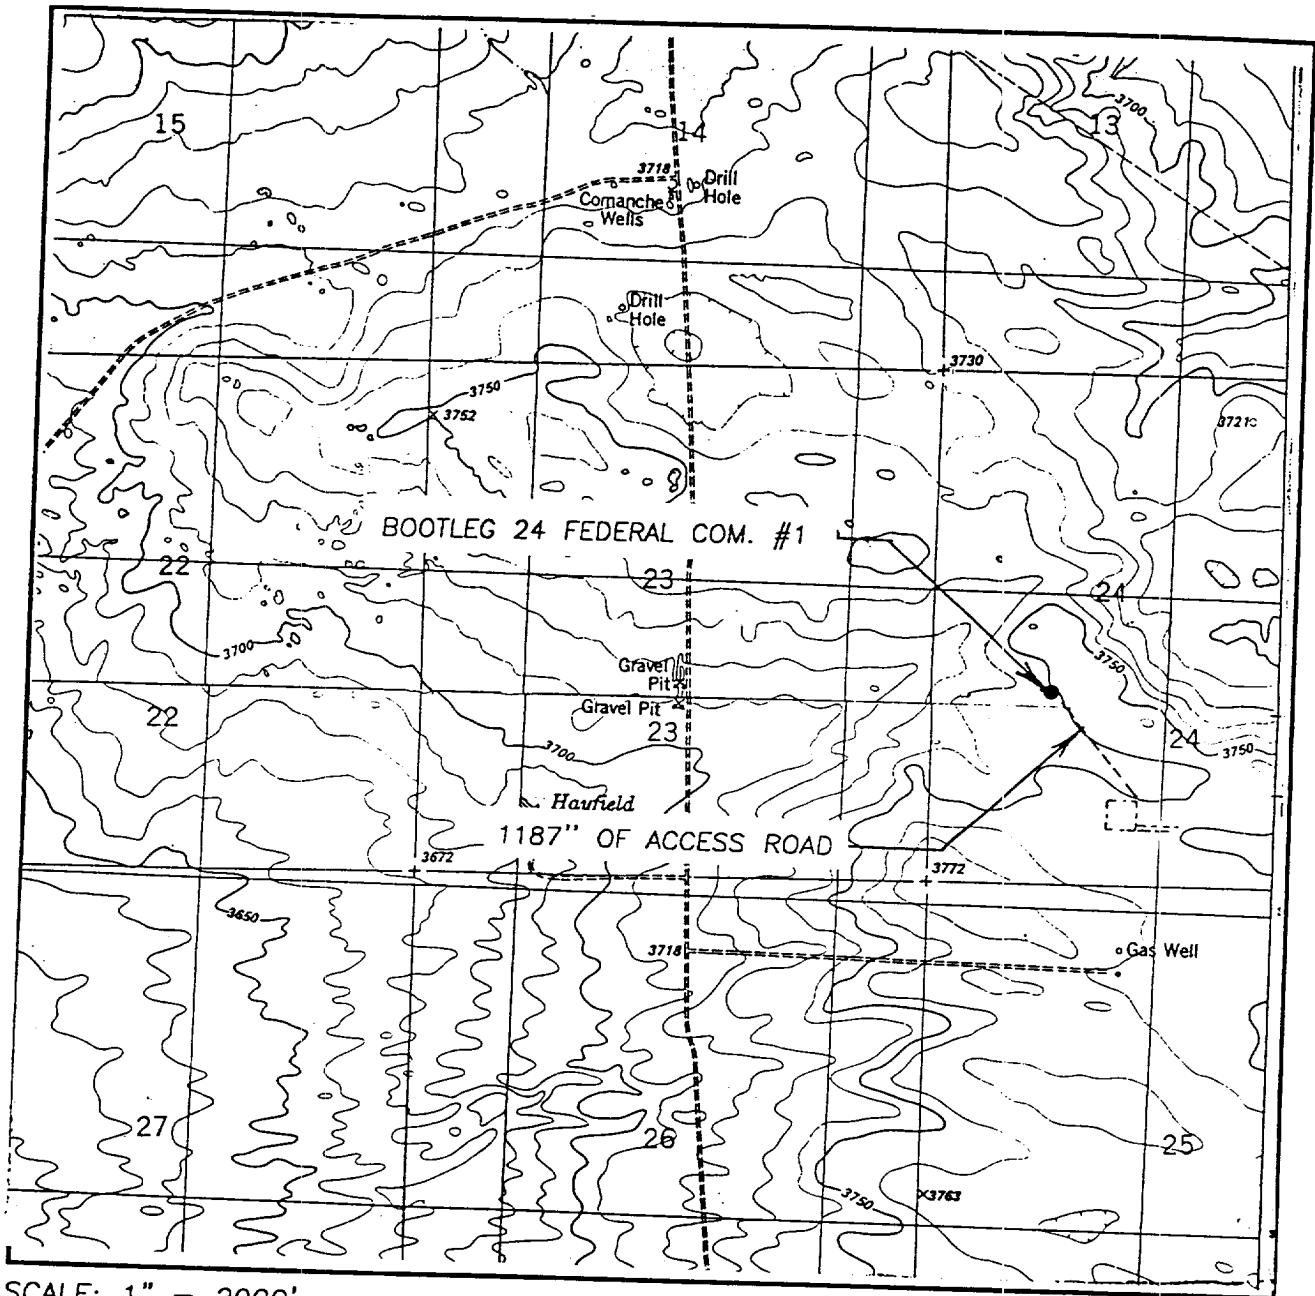 15
14
13
3700
3718
Drill
Hole
Comanche
Wells
Drill
Hole
3730
3750
3752
3721
BOOTLEG 24 FEDERAL COM. #1
22
23
24
3700
3750
Gravel
Pit
Gravel Pit
22
23
24
3700
3750
Hayfield
1187" OF ACCESS ROAD
3672
3772
3650
3718
Gas Well
27
26
25
3750
3763
SCALE: 1" = 2000'